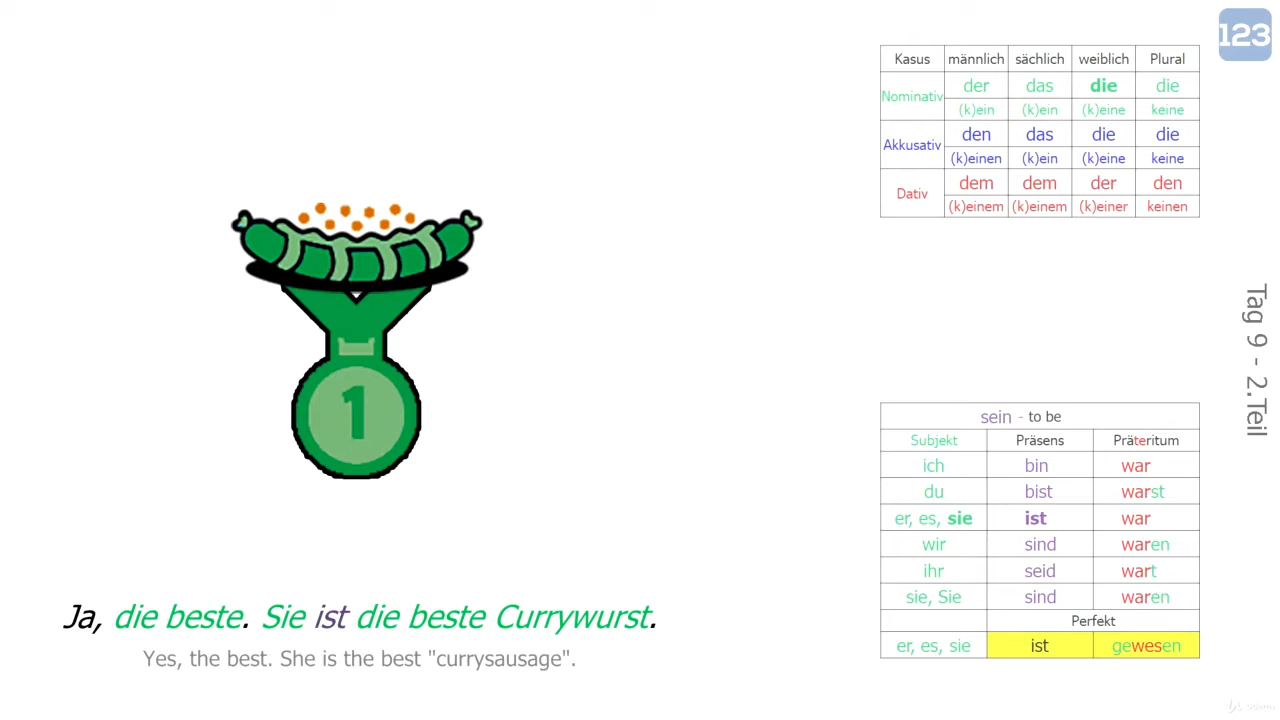 123
Kasus männlich sächlich weiblich Plural
Nominativ der das die die
(k)ein (k)ein (k)eine keine
Akkusativ den das die die
(k)einen (k)ein (k)eine keine
Dativ dem dem der den
(k)einem (k)einem (k)einer keinen
1
Tag 9 - 2.Teil
sein - to be
Subjekt Präsens Präteritum
ich bin war
du bist warst
er, es, sie ist war
wir sind waren
ihr seid wart
sie, Sie sind waren
Perfekt
er, es, sie ist gewesen
Ja, die beste. Sie ist die beste Currywurst.
Yes, the best. She is the best "currysausage".